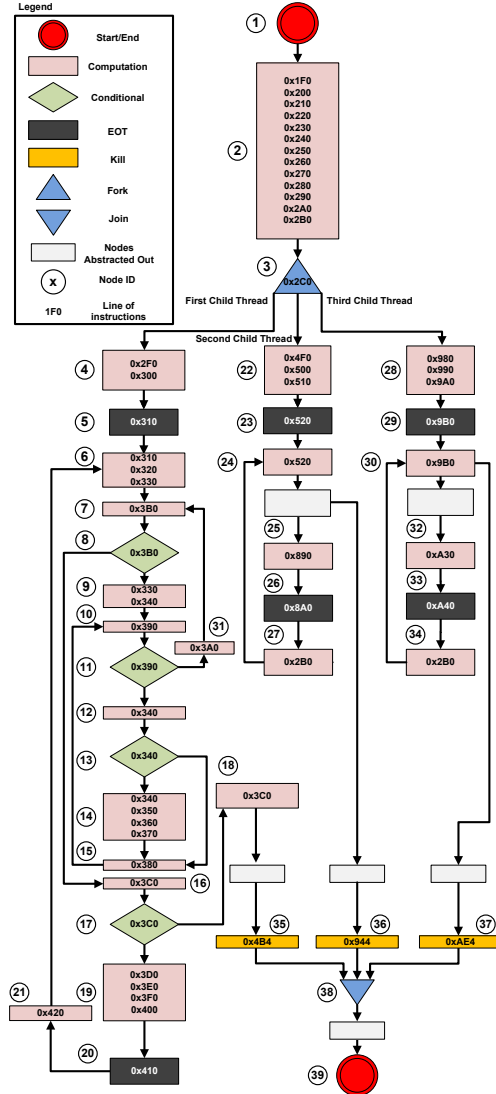 Legend
Start/End
Computation
Conditional
EOT
Kill
Fork
Join
Nodes
Abstracted Out
x
Node ID
1F0
Line of
instructions
1
2
0x1F0
0x200
0x210
0x220
0x230
0x240
0x250
0x260
0x270
0x280
0x290
0x2A0
0x2B0
3
0x2C0
First Child Thread
Third Child Thread
Second Child Thread
4
0x2F0
0x300
5
0x310
6
0x310
0x320
0x330
7
0x3B0
8
0x3B0
9
0x330
0x340
10
0x390
31
0x3A0
11
0x390
12
0x340
13
0x340
14
0x340
0x350
0x360
0x370
15
0x380
0x3C0
16
17
0x3C0
18
0x3C0
19
0x3D0
0x3E0
0x3F0
0x400
21
0x420
20
0x410
22
0x4F0
0x500
0x510
23
0x520
24
0x520
25
0x890
26
0x8A0
27
0x2B0
28
0x980
0x990
0x9A0
29
0x9B0
30
0x9B0
32
0xA30
33
0xA40
34
0x2B0
35
0x4B4
36
0x944
37
0xAE4
38
39